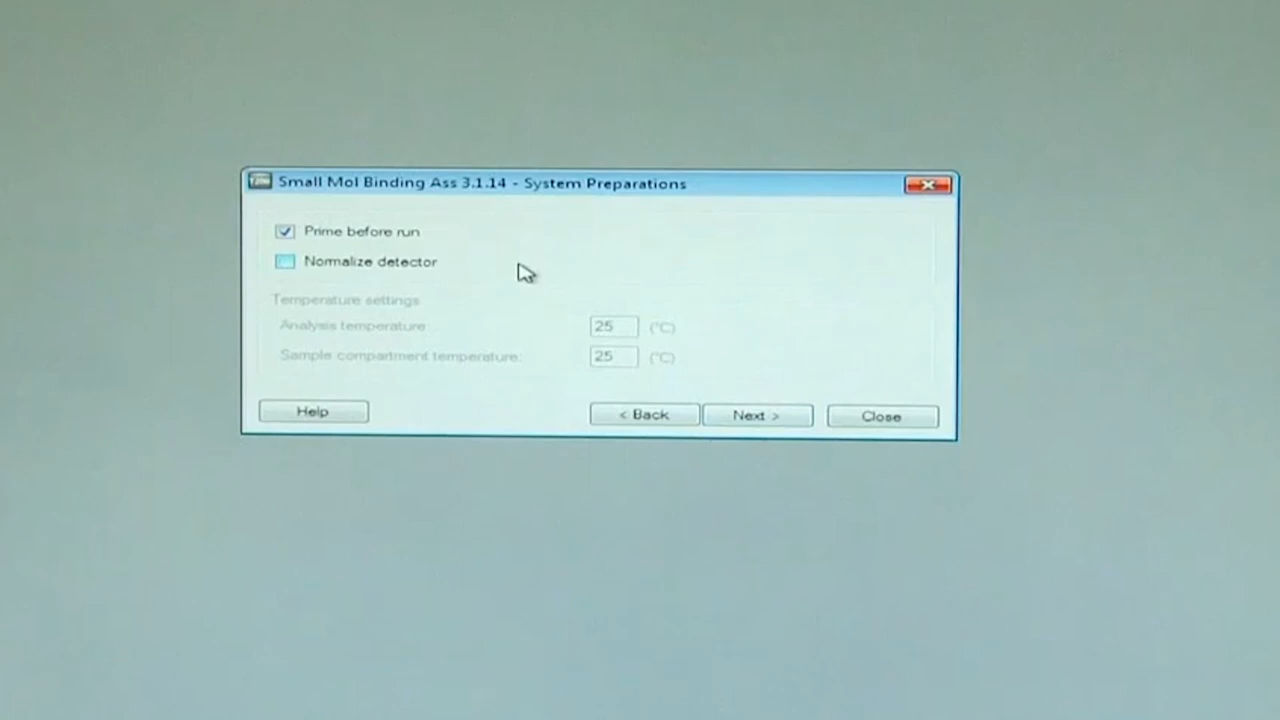 Small Mol Binding Ass 3.1.14 - System Preparations
Prime before run
Normalize detector
Temperature settings
Analysis temperature
25 (°C)
Sample compartment temperature:
25 (°C)
Help
< Back
Next >
Close